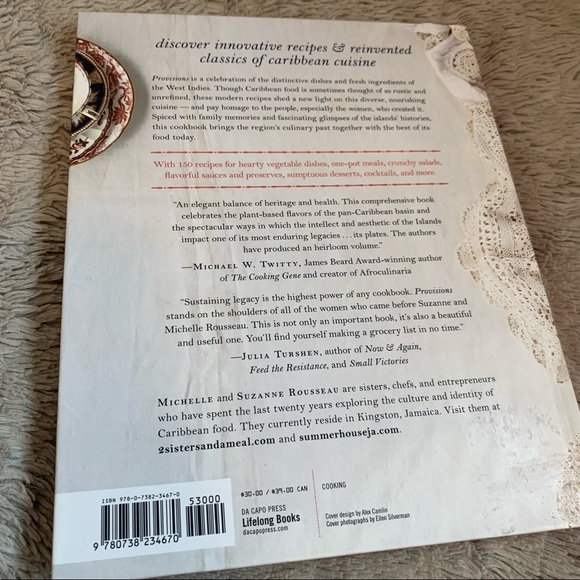 discover innovative recipes & reinvented
classics of caribbean cuisine
Provisions is a celebration of the distinctive dishes and fresh ingredients of
the West Indies. Though Caribbean food is sometimes thought of as rustic and
unrefined, these modern recipes shed a new light on this diverse, nourishing
cuisine — and pay homage to the people, especially the women, who created it.
Spiced with family memories and fascinating glimpses of the islands' histories,
this cookbook brings the region's culinary past together with the best of its
food today.
With 150 recipes for hearty vegetable dishes, one-pot meals, crunchy salads,
flavorful sauces and preserves, sumptuous desserts, cocktails, and more
"An elegant balance of heritage and health. This comprehensive book
celebrates the plant-based flavors of the pan-Caribbean basin and
the spectacular ways in which the intellect and aesthetic of the Islands
impact one of its most enduring legacies . . . its plates. The authors
have produced an heirloom volume."
—Michael W. Twitty, James Beard Award-winning author
of The Cooking Gene and creator of Afroculinaria
"Sustaining legacy is the highest power of any cookbook. Provisions
stands on the shoulders of all of the women who came before Suzanne and
Michelle Rousseau. This is not only an important book, it's also a beautiful
and useful one. You'll find yourself making a grocery list in no time."
—Julia Turshen, author of Now & Again,
Feed the Resistance, and Small Victories
Michelle and Suzanne Rousseau are sisters, chefs, and entrepreneurs
who have spent the last twenty years exploring the culture and identity of
Caribbean food. They currently reside in Kingston, Jamaica. Visit them at
2sistersandameal.com and summerhouseja.com.
ISBN 978-0-7382-3467-0
53000
9 780738 234670
$30.00 / $39.00 CAN
DA CAPO PRESS
Lifelong Books
dacapopress.com
COOKING
Cover design by Alex Camlin
Cover photographs by Ellen Silverman